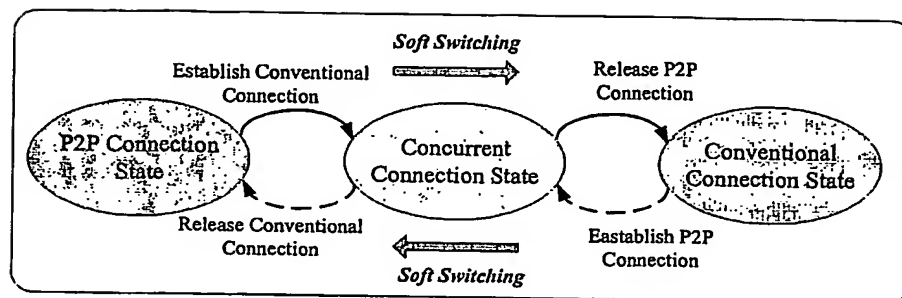 Soft Switching
Establish Conventional
Connection
Release P2P
Connection
P2P Connection
State
Concurrent
Connection State
Conventional
Connection State
Release Conventional
Connection
Eastablish P2P
Connection
Soft Switching